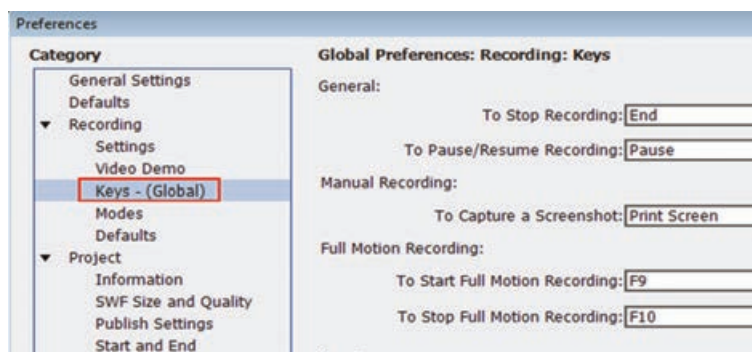 Preferences
Category
General Settings
Defaults
Recording
Settings
Video Demo
Keys - (Global)
Modes
Defaults
Project
Information
SWF Size and Quality
Publish Settings
Start and End
Global Preferences: Recording: Keys
General:
To Stop Recording: End
To Pause/Resume Recording: Pause
Manual Recording:
To Capture a Screenshot: Print Screen
Full Motion Recording:
To Start Full Motion Recording: F9
To Stop Full Motion Recording: F10